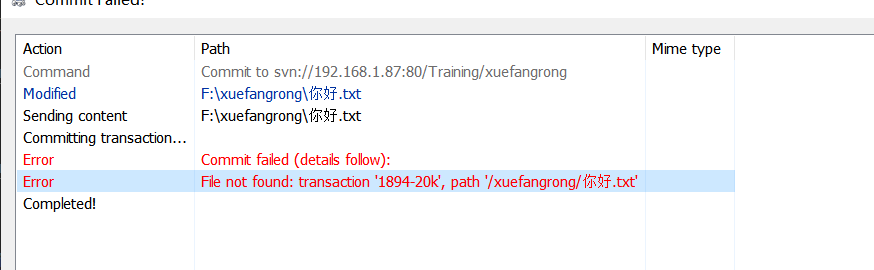 Commit Failed!
Action Path Mime type
Command Commit to svn://192.168.1.87:80/Training/xuefangrong
Modified F:\xuefangrong\你好.txt
Sending content F:\xuefangrong\你好.txt
Committing transaction...
Error Commit failed (details follow):
Error File not found: transaction '1894-20k', path '/xuefangrong/你好.txt'
Completed!